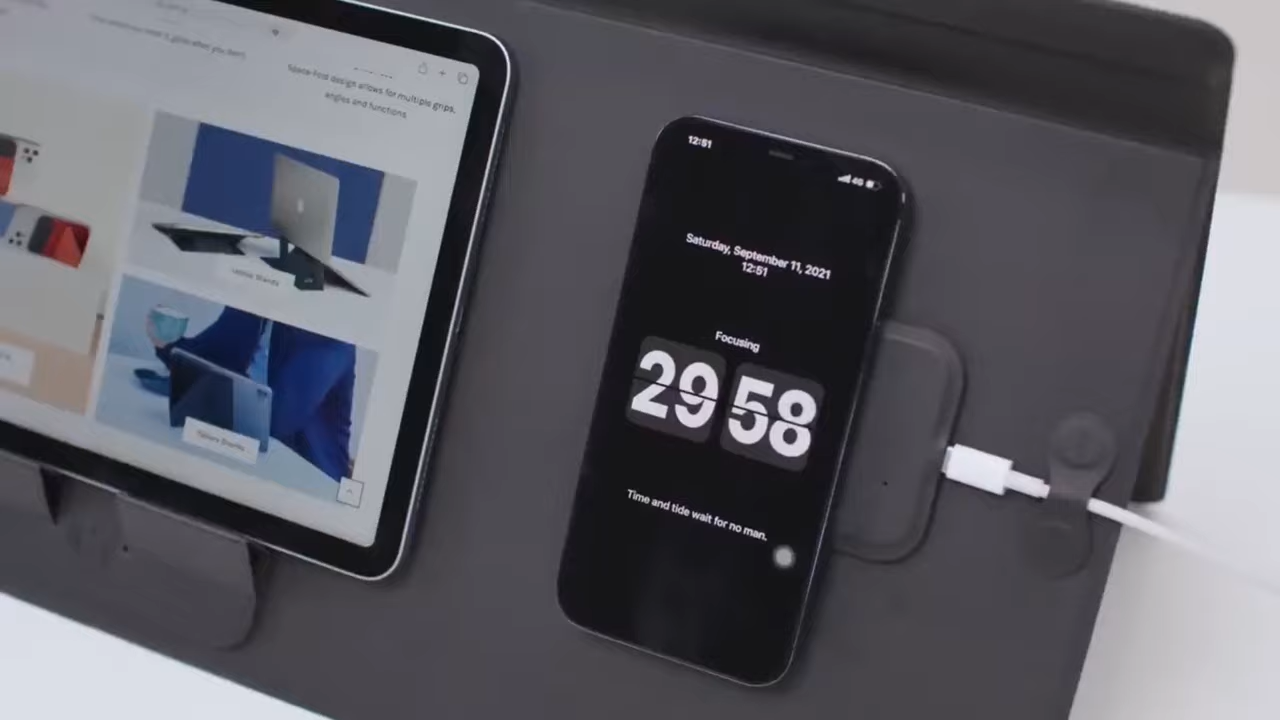 Space-First design allows for multiple grips,
angles and functions
12:51
4G
Saturday, September 11, 2021
12:51
Focusing
29 58
Time and tide wait for no man.